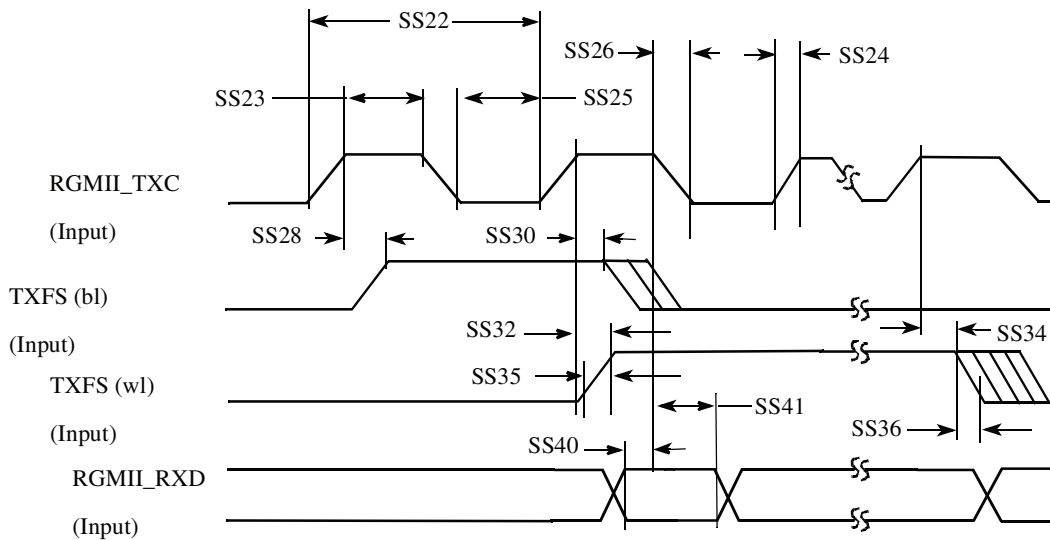 SS22
SS26
SS24
SS23
SS25
RGMII_TXC
(Input)
SS28
SS30
TXFS (bl)
(Input)
SS32
SS34
TXFS (wl)
(Input)
SS35
SS41
SS36
SS40
RGMII_RXD
(Input)